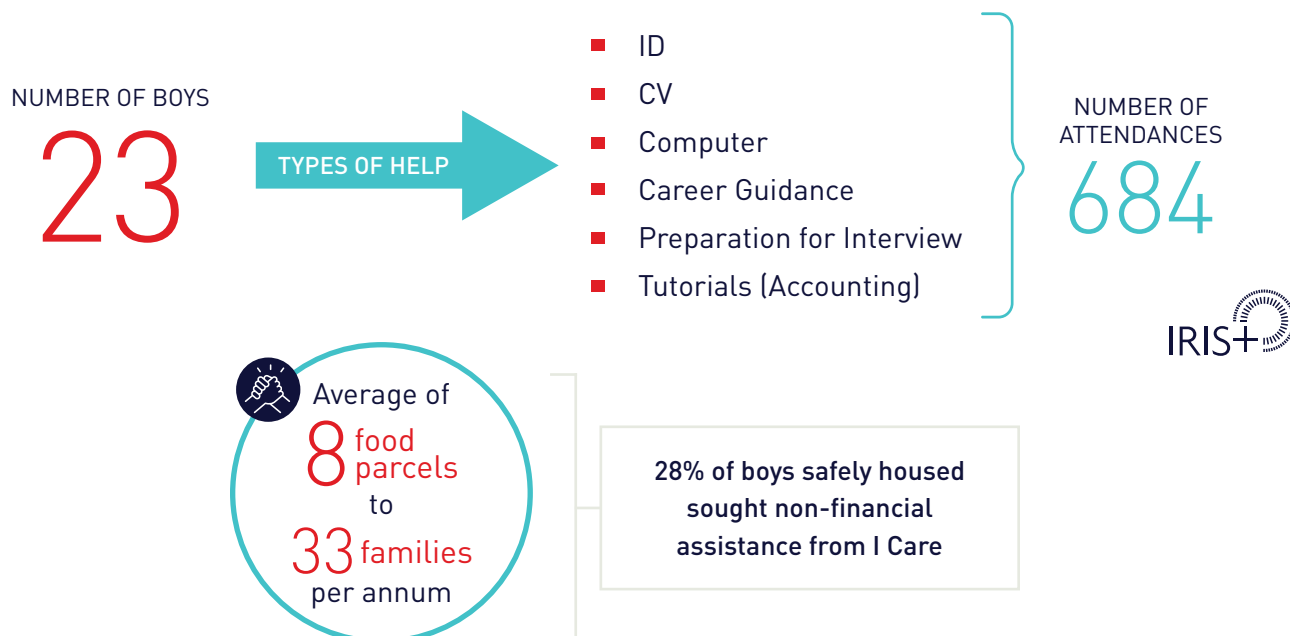 NUMBER OF BOYS
23
TYPES OF HELP
ID
CV
Computer
Career Guidance
Preparation for Interview
Tutorials (Accounting)
NUMBER OF
ATTENDANCES
684
IRIS+
Average of
8 food
parcels
to
33 families
per annum
28% of boys safely housed
sought non-financial
assistance from I Care